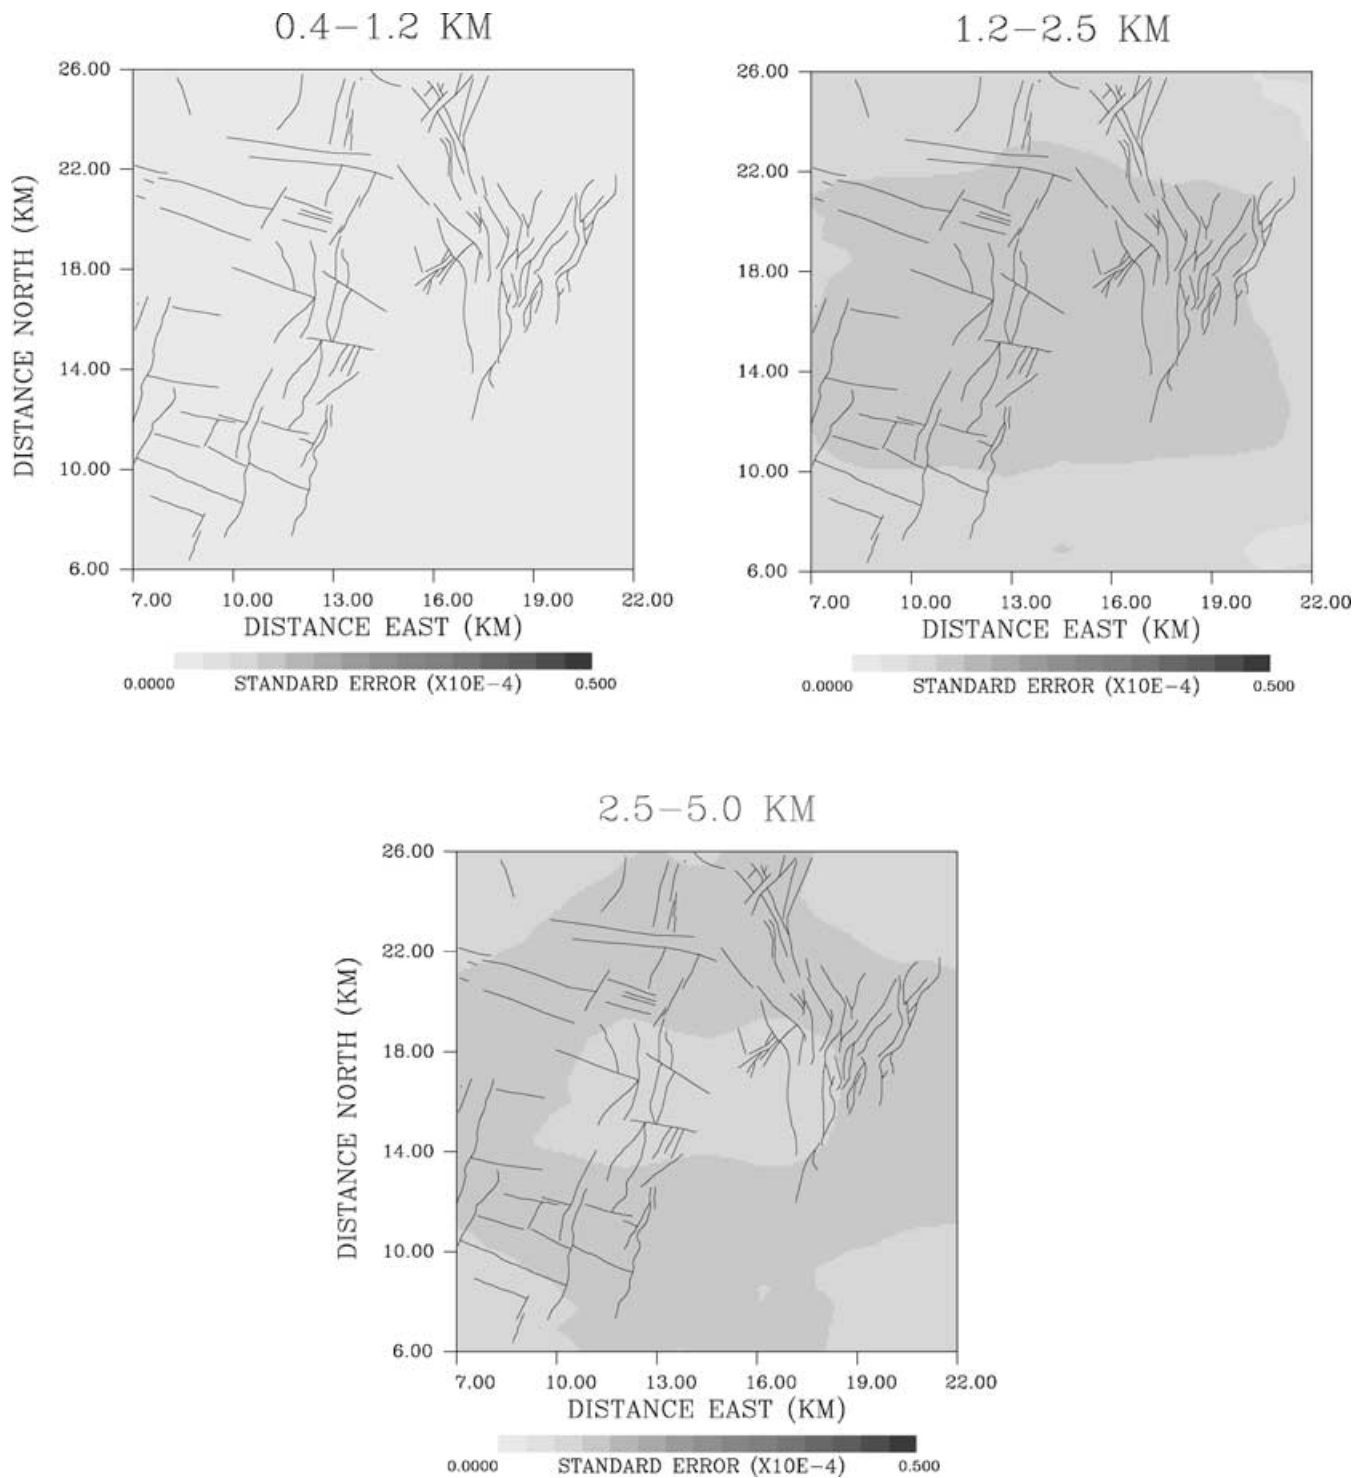 0.4-1.2 KM
26.00
22.00
18.00
14.00
10.00
6.00
DISTANCE NORTH (KM)
7.00 10.00 13.00 16.00 19.00 22.00
DISTANCE EAST (KM)
0.0000 STANDARD ERROR (X10E-4) 0.500
1.2-2.5 KM
26.00
22.00
18.00
14.00
10.00
6.00
DISTANCE NORTH (KM)
7.00 10.00 13.00 16.00 19.00 22.00
DISTANCE EAST (KM)
0.0000 STANDARD ERROR (X10E-4) 0.500
2.5-5.0 KM
26.00
22.00
18.00
14.00
10.00
6.00
DISTANCE NORTH (KM)
7.00 10.00 13.00 16.00 19.00 22.00
DISTANCE EAST (KM)
0.0000 STANDARD ERROR (X10E-4) 0.500